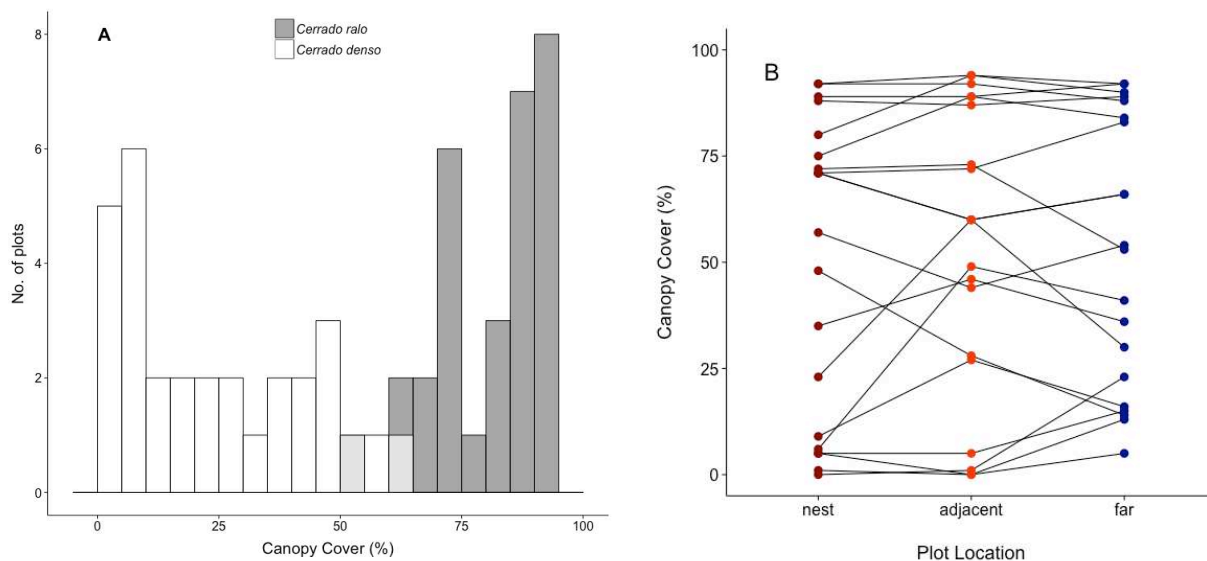 A
Cerrado ralo
Cerrado denso
No. of plots
8
6
4
2
0
0
25
50
75
100
Canopy Cover (%)
B
Canopy Cover (%)
100
75
50
25
0
nest
adjacent
far
Plot Location